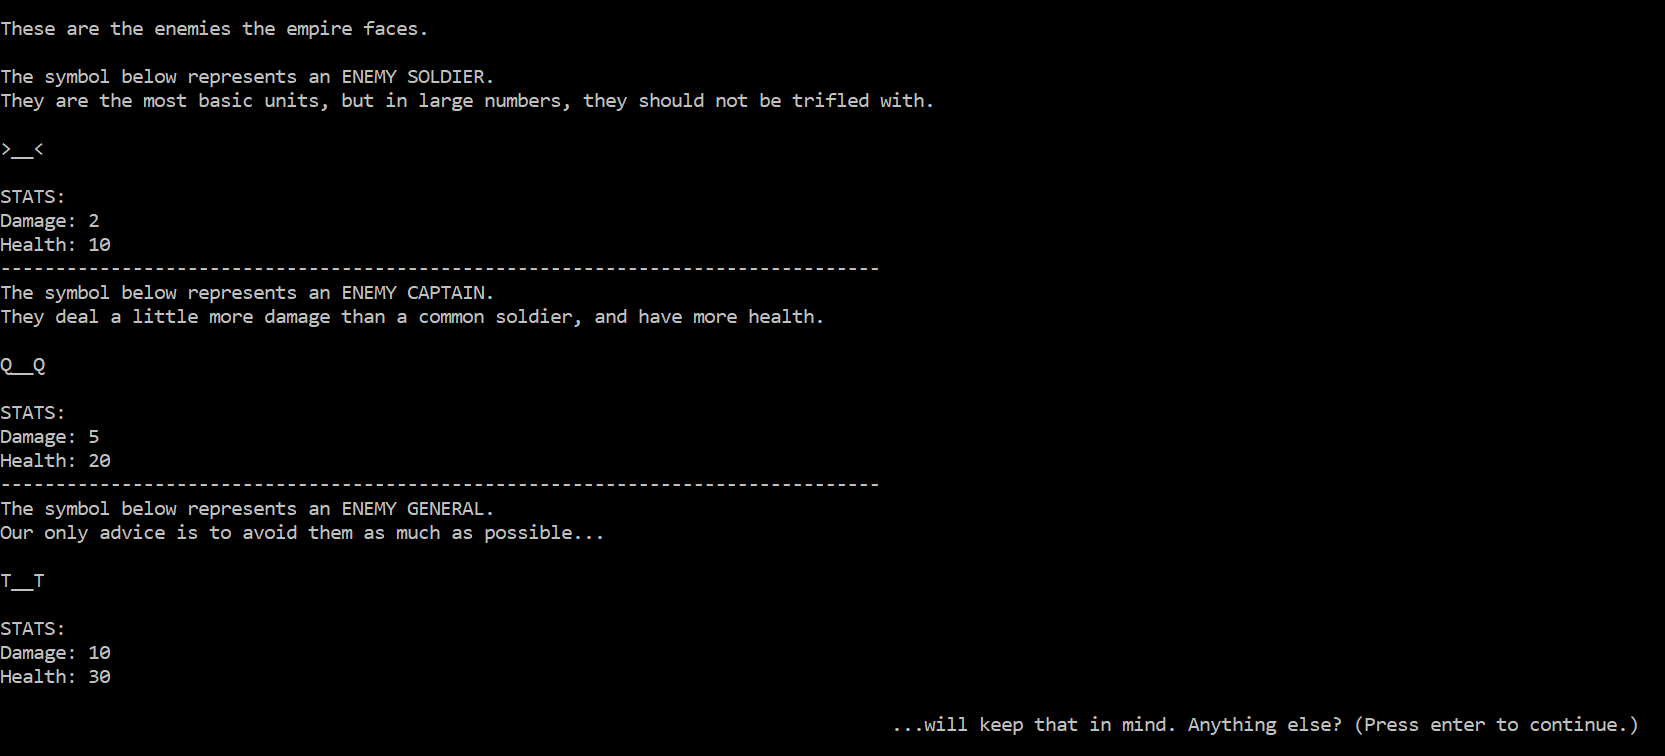 These are the enemies the empire faces.
The symbol below represents an ENEMY SOLDIER.
They are the most basic units, but in large numbers, they should not be trifled with.
>__<
STATS:
Damage: 2
Health: 10
--------------------------------------------------------------------------------
The symbol below represents an ENEMY CAPTAIN.
They deal a little more damage than a common soldier, and have more health.
Q__Q
STATS:
Damage: 5
Health: 20
--------------------------------------------------------------------------------
The symbol below represents an ENEMY GENERAL.
Our only advice is to avoid them as much as possible...
T__T
STATS:
Damage: 10
Health: 30
...will keep that in mind. Anything else? (Press enter to continue.)